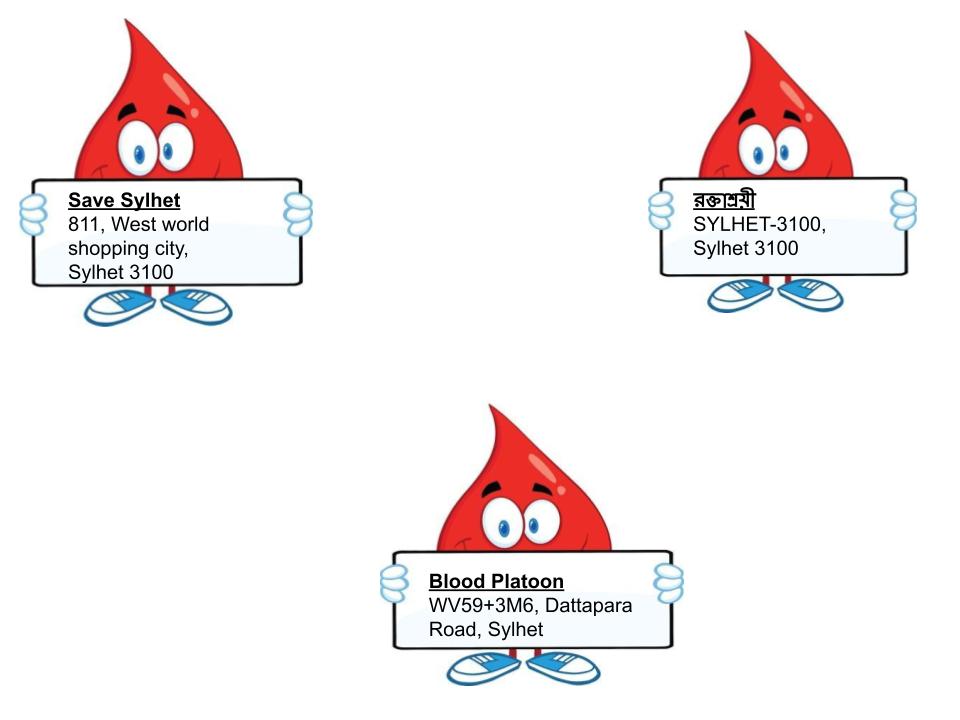 Save Sylhet
811, West world
shopping city,
Sylhet 3100
রক্তাশ্রয়ী
SYLHET-3100,
Sylhet 3100
Blood Platoon
WV59+3M6, Dattapara
Road, Sylhet